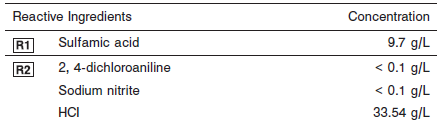 Reactive Ingredients Concentration
R1 Sulfamic acid 9.7 g/L
R2 2, 4-dichloroaniline < 0.1 g/L
Sodium nitrite < 0.1 g/L
HCl 33.54 g/L